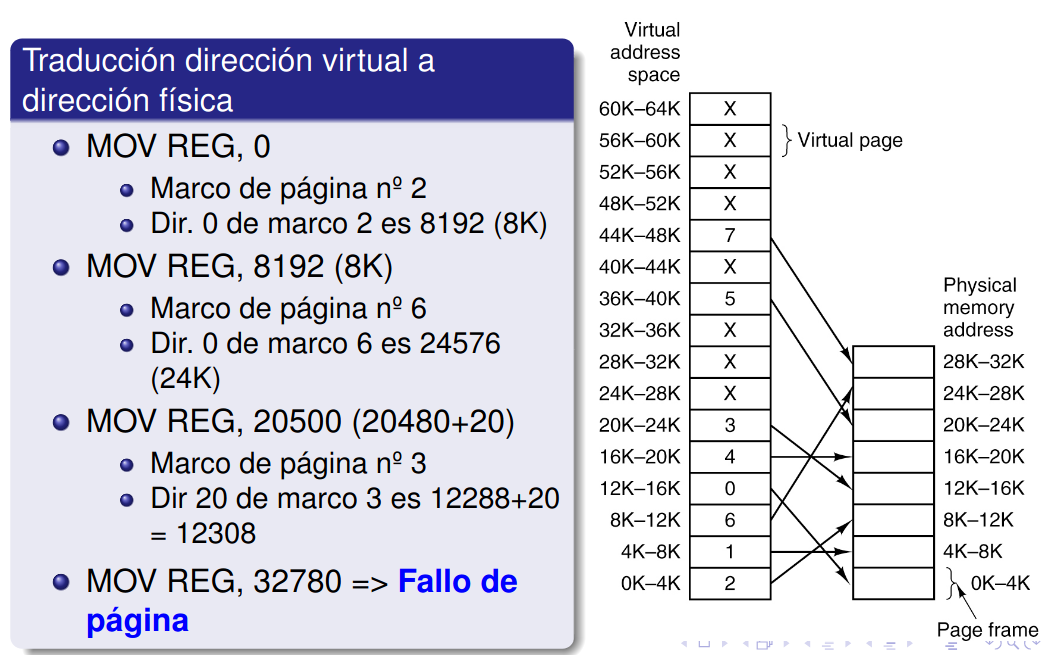 Traducción dirección virtual a
dirección física
MOV REG, 0
Marco de página nº 2
Dir. 0 de marco 2 es 8192 (8K)
MOV REG, 8192 (8K)
Marco de página nº 6
Dir. 0 de marco 6 es 24576
(24K)
MOV REG, 20500 (20480+20)
Marco de página nº 3
Dir 20 de marco 3 es 12288+20
= 12308
MOV REG, 32780 => Fallo de
página
Virtual
address
space
60K–64K X
56K–60K X
Virtual page
52K–56K X
48K–52K X
44K–48K 7
40K–44K X
36K–40K 5
32K–36K X
28K–32K X
24K–28K X
20K–24K 3
16K–20K 4
12K–16K 0
8K–12K 6
4K–8K 1
0K–4K 2
Physical
memory
address
28K–32K
24K–28K
20K–24K
16K–20K
12K–16K
8K–12K
4K–8K
0K–4K
Page frame